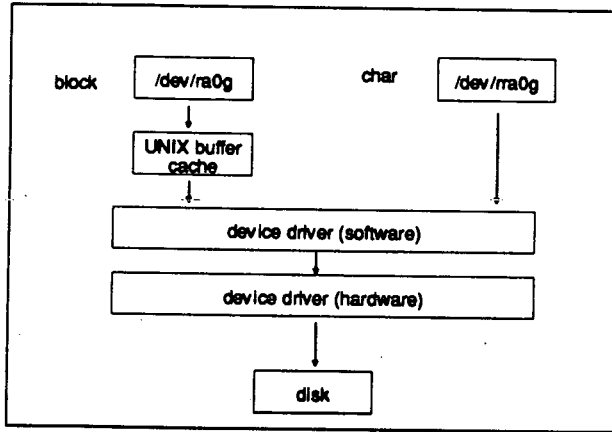 block
/dev/ra0g
char
/dev/rra0g
UNIX buffer
cache
device driver (software)
device driver (hardware)
disk